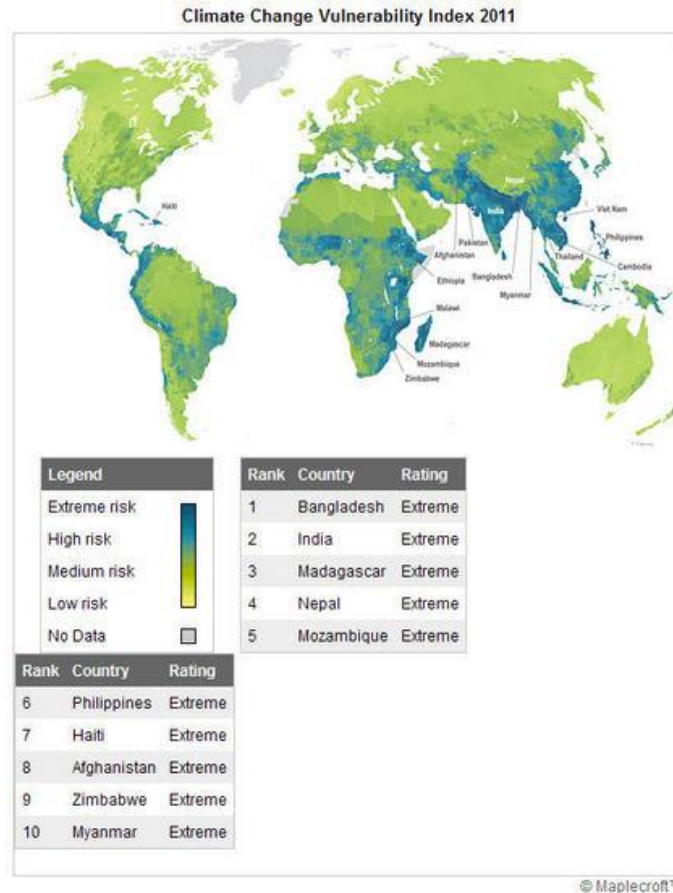 Climate Change Vulnerability Index 2011
Haiti
Nepal
India
Viet Nam
Philippines
Pakistan
Afghanistan
Thailand
Ethiopia
Bangladesh
Cambodia
Myanmar
Malawi
Madagascar
Mozambique
Zimbabwe
Legend
Extreme risk
High risk
Medium risk
Low risk
No Data
Rank Country Rating
1 Bangladesh Extreme
2 India Extreme
3 Madagascar Extreme
4 Nepal Extreme
5 Mozambique Extreme
Rank Country Rating
6 Philippines Extreme
7 Haiti Extreme
8 Afghanistan Extreme
9 Zimbabwe Extreme
10 Myanmar Extreme
© Maplecroft